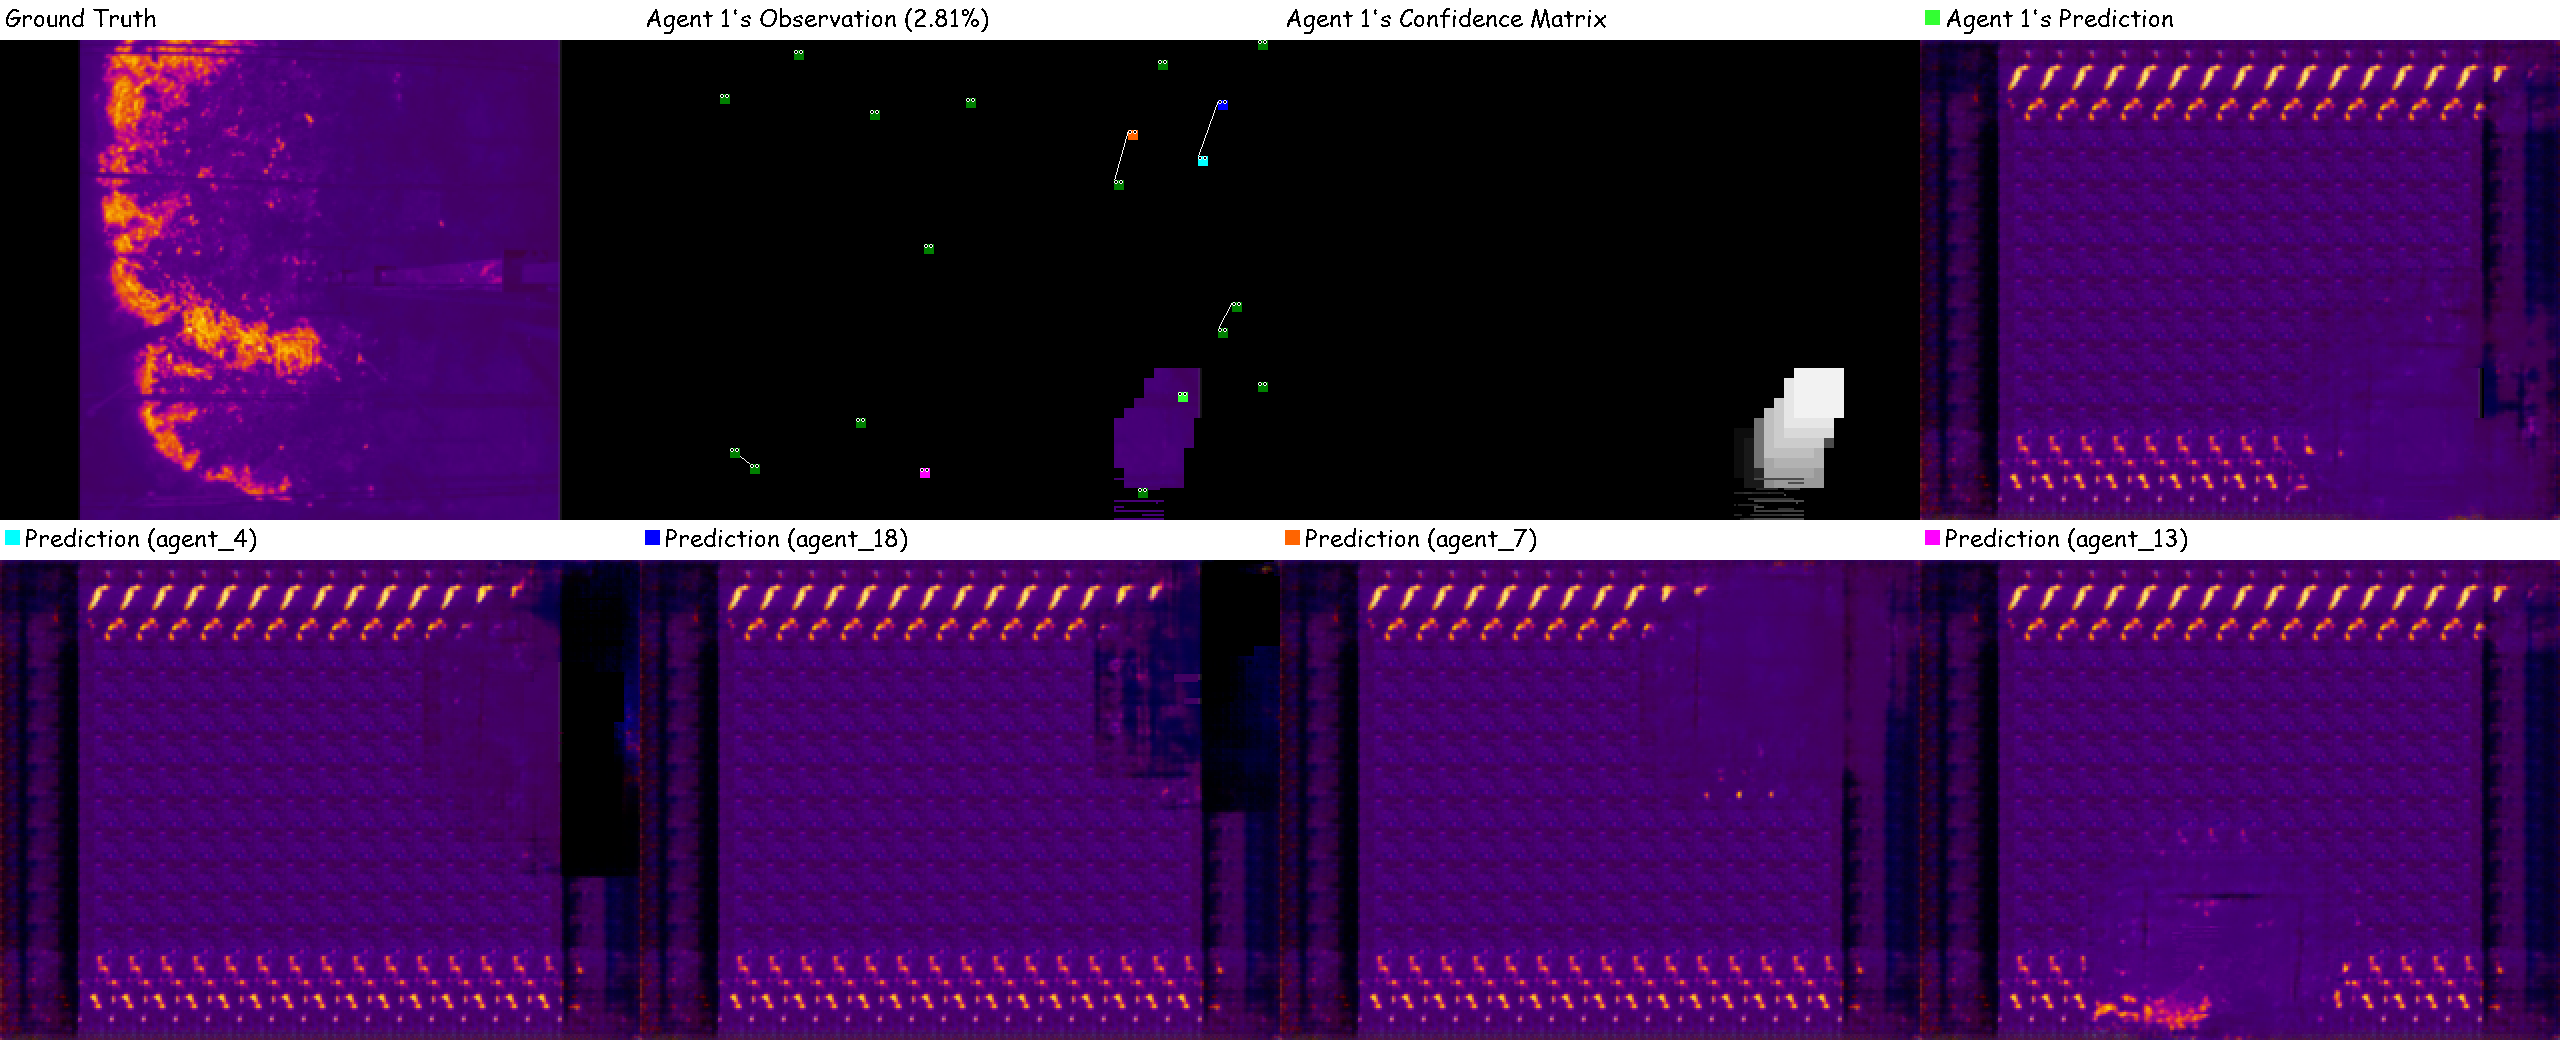 Ground Truth
Agent 1's Observation (2.81%)
Agent 1's Confidence Matrix
Agent 1's Prediction
Prediction (agent_4)
Prediction (agent_18)
Prediction (agent_7)
Prediction (agent_13)